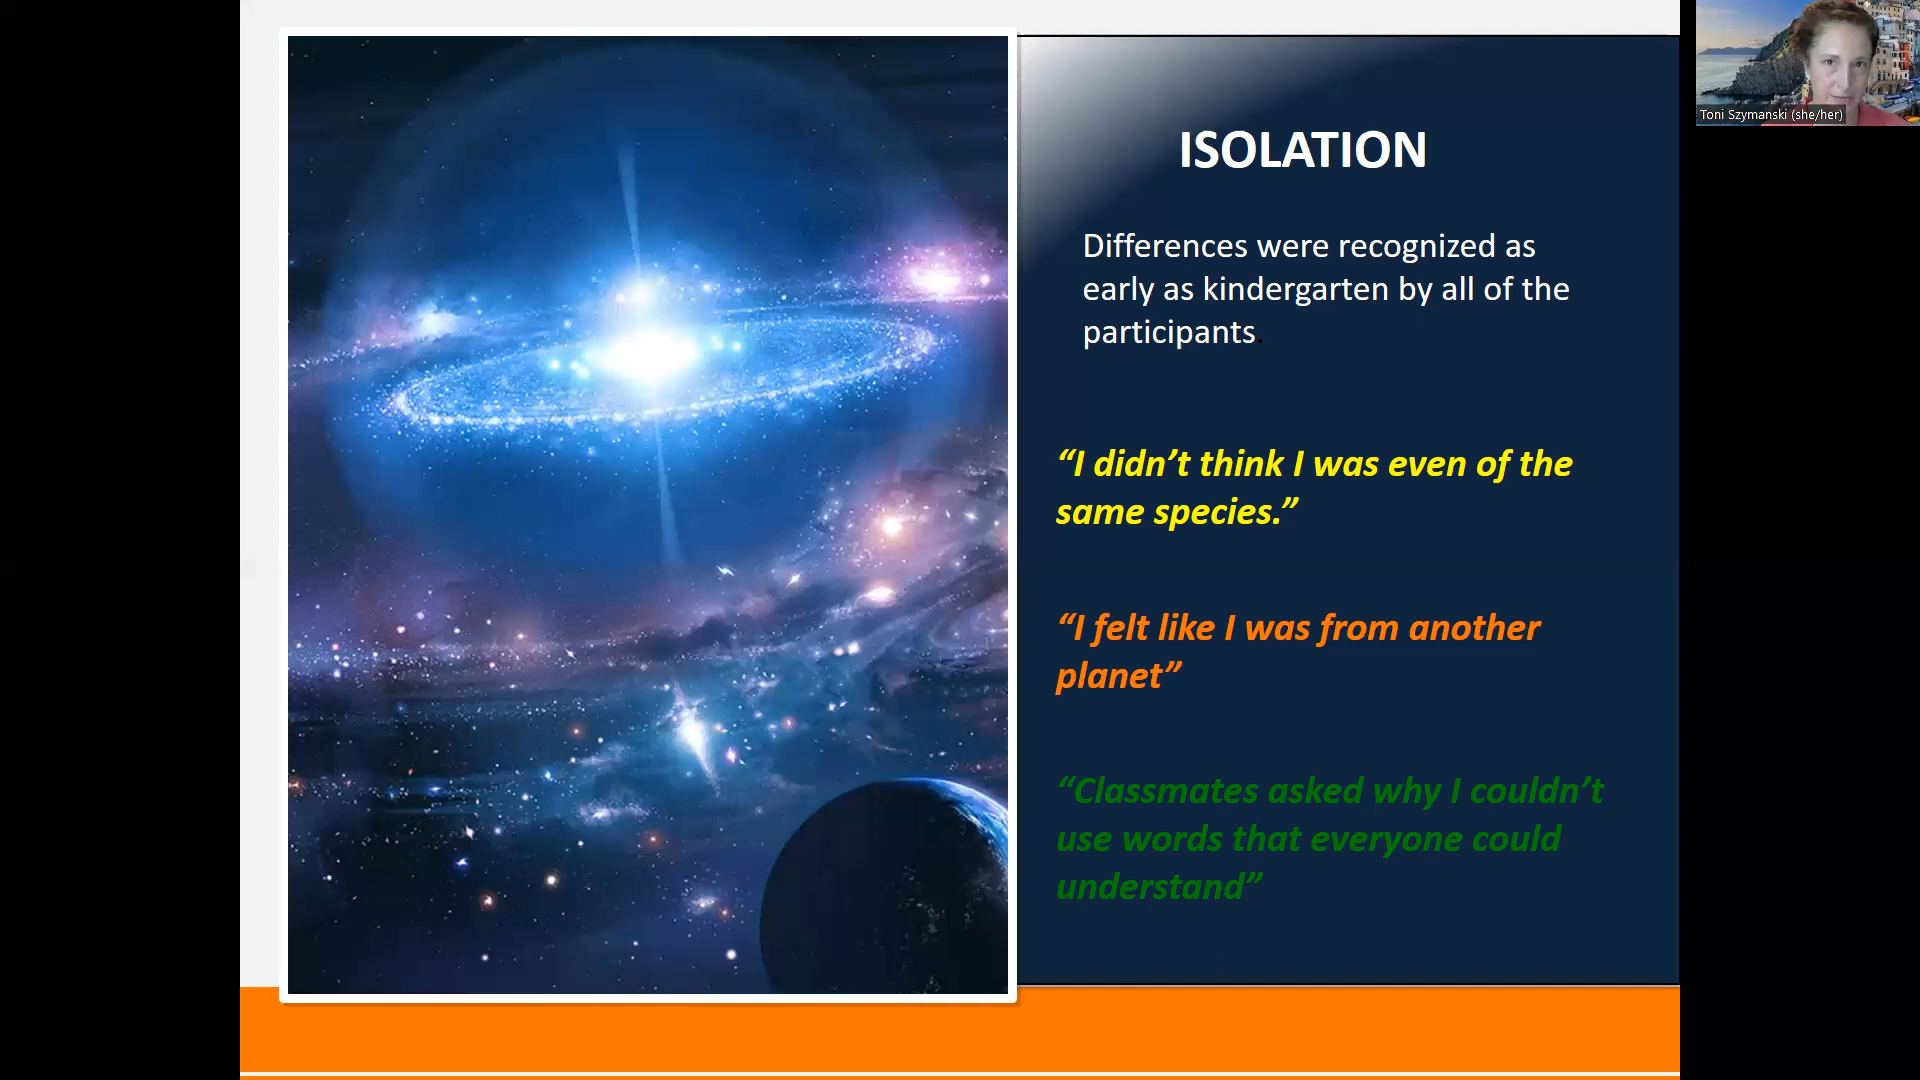 ISOLATION
Differences were recognized as
early as kindergarten by all of the
participants.
“I didn’t think I was even of the
same species.”
“I felt like I was from another
planet”
“Classmates asked why I couldn’t
use words that everyone could
understand”
Toni Szymanski (she/her)